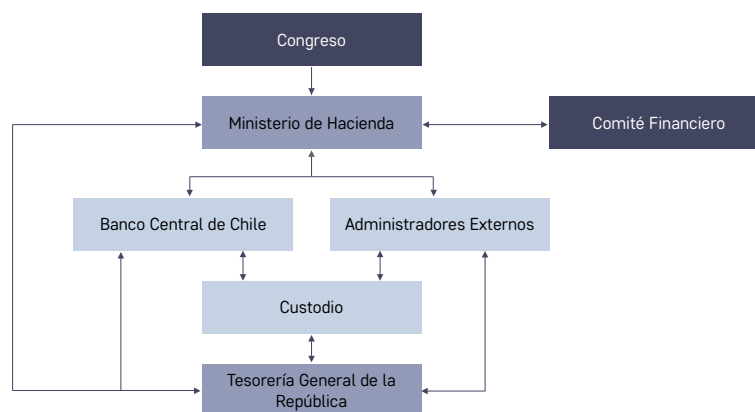 Congreso
Ministerio de Hacienda
Comité Financiero
Banco Central de Chile
Administradores Externos
Custodio
Tesorería General de la
República